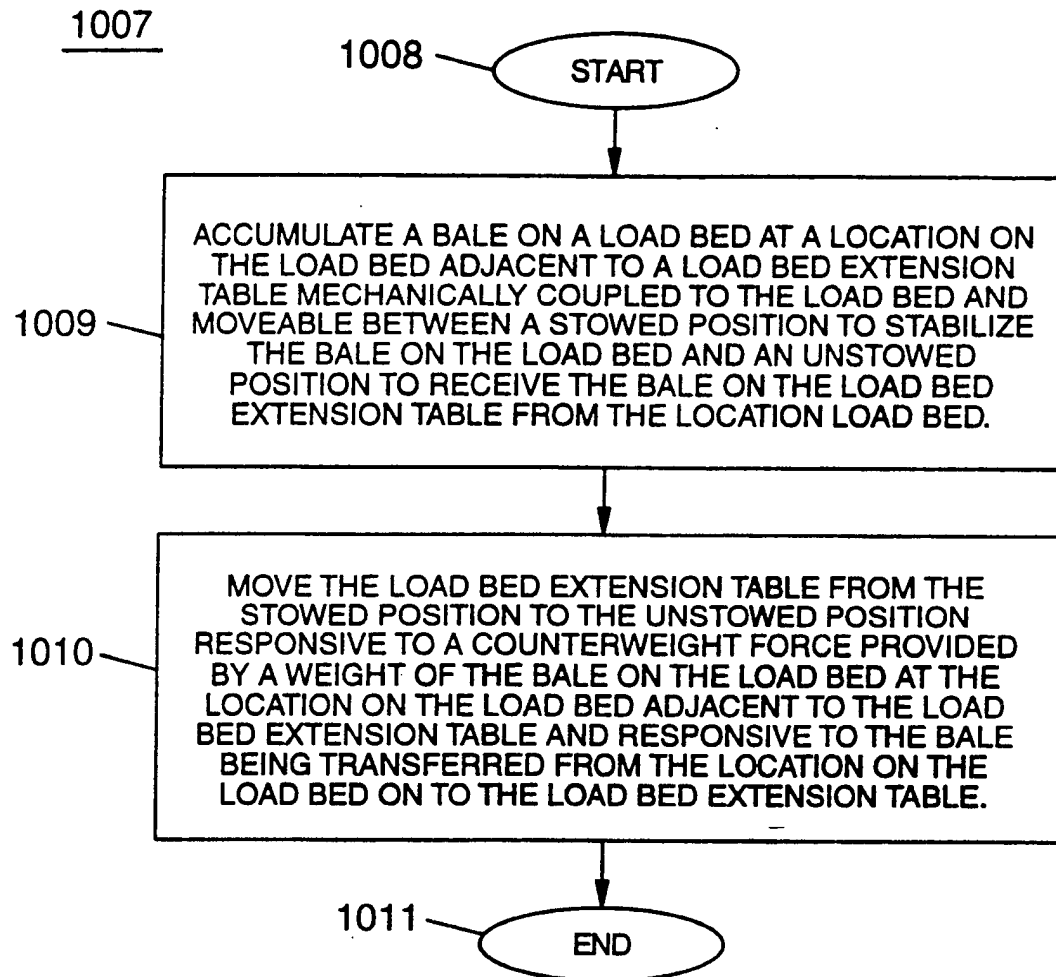 1007
1008
START
1009
ACCUMULATE A BALE ON A LOAD BED AT A LOCATION ON
THE LOAD BED ADJACENT TO A LOAD BED EXTENSION
TABLE MECHANICALLY COUPLED TO THE LOAD BED AND
MOVEABLE BETWEEN A STOWED POSITION TO STABILIZE
THE BALE ON THE LOAD BED AND AN UNSTOWED
POSITION TO RECEIVE THE BALE ON THE LOAD BED
EXTENSION TABLE FROM THE LOCATION LOAD BED.
1010
MOVE THE LOAD BED EXTENSION TABLE FROM THE
STOWED POSITION TO THE UNSTOWED POSITION
RESPONSIVE TO A COUNTERWEIGHT FORCE PROVIDED
BY A WEIGHT OF THE BALE ON THE LOAD BED AT THE
LOCATION ON THE LOAD BED ADJACENT TO THE LOAD
BED EXTENSION TABLE AND RESPONSIVE TO THE BALE
BEING TRANSFERRED FROM THE LOCATION ON THE
LOAD BED ON TO THE LOAD BED EXTENSION TABLE.
1011
END